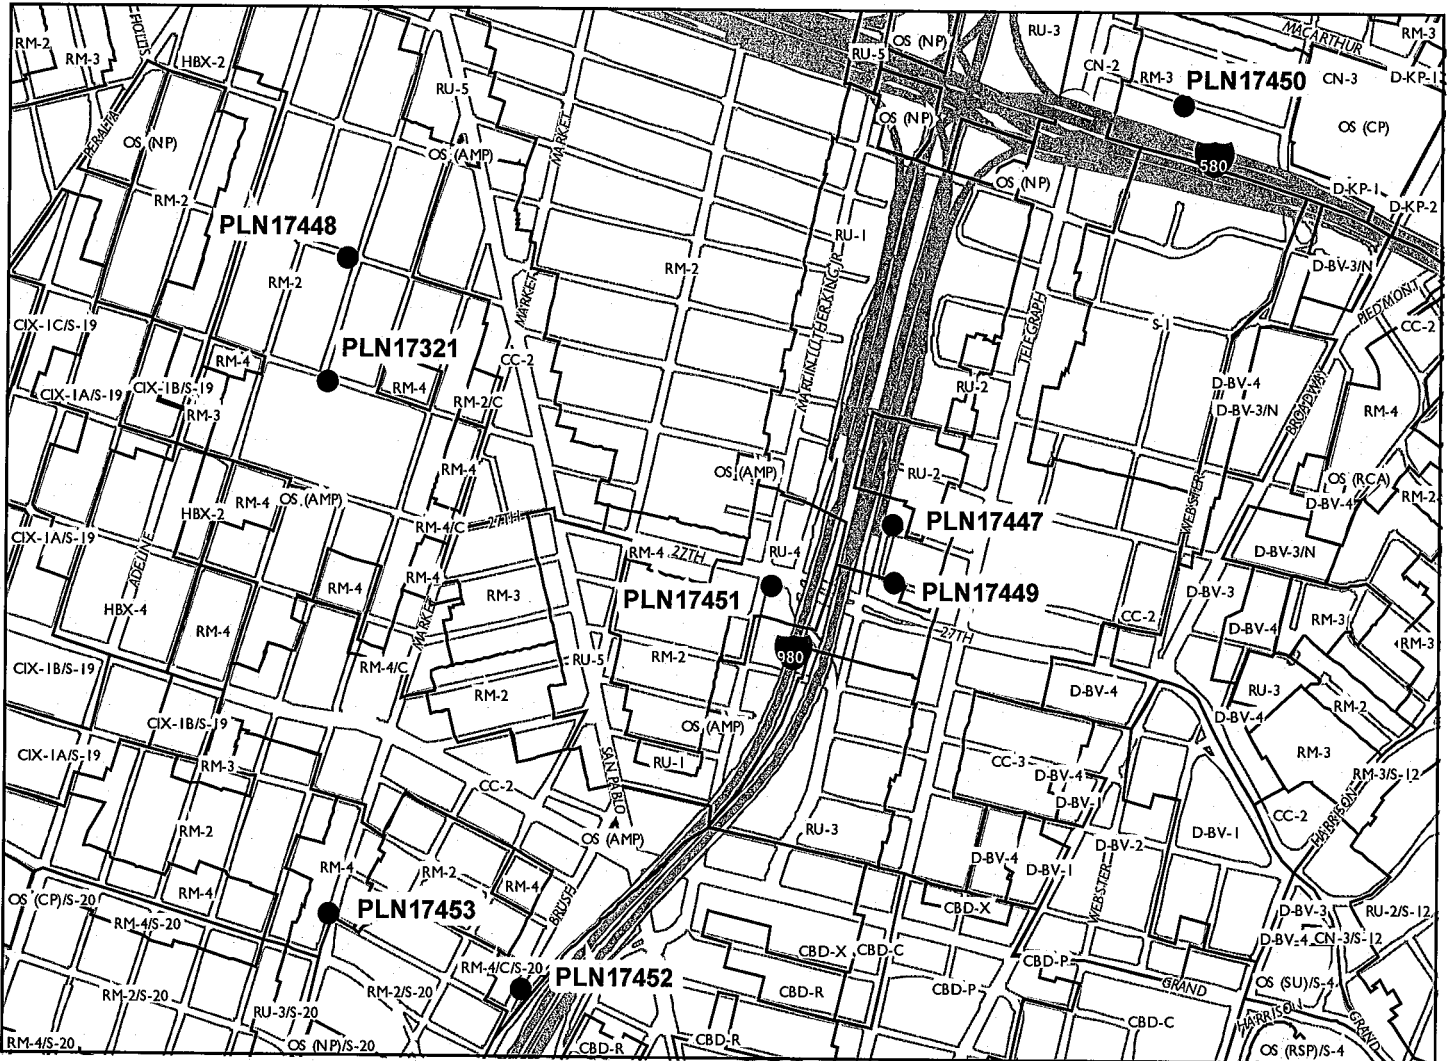 RM-2
RM-3
HOLLIS
HBX-2
RU-5
RU-5
OS (NP)
RU-3
MACARTHUR
RM-3
CN-2
RM-3
PLN17450
CN-3
D-KP-1
PERALTA
OS (NP)
OS (AMP)
MARKET
OS (NP)
OS (CP)
580
OS (NP)
D-KP-1
D-KP-2
RM-2
PLN17448
RM-2
RM-2
RU-1
MARTIN LUTHER KING JR
D-BV-3/N
PIEDMONT
CC-2
MARKET
S-1
TELEGRAPH
CIX-1C/S-19
PLN17321
RM-4
CC-2
RM-4
RM-2/C
RU-2
D-BV-4
D-BV-3/N
BROADWAY
RM-4
CIX-1A/S-19
CIX-1B/S-19
RM-3
RM-4
OS (AMP)
RU-2
WEBSTER
OS (RCA)
D-BV-4
RM-2
RM-4
OS (AMP)
HBX-2
RM-4/C
27TH
PLN17447
CIX-1A/S-19
ADELINE
27TH
RM-4
RU-4
D-BV-3/N
RM-4
RM-4
RM-3
PLN17451
PLN17449
D-BV-3
HBX-4
RM-4
MARKET
27TH
CC-2
D-BV-4
RM-3
RM-3
CIX-1B/S-19
RM-4/C
RU-5
RM-2
980
RM-2
D-BV-4
RU-3
RM-2
D-BV-4
CIX-1B/S-19
OS (AMP)
CIX-1A/S-19
RM-3
RU-1
SAN PABLO
CC-3
D-BV-4
D-BV-1
WEBSTER
RM-3
RM-3/S-12
HARRISON
CC-2
CC-2
RM-2
OS (AMP)
RU-3
D-BV-2
D-BV-1
RM-4
RM-2
RM-4
D-BV-4
D-BV-1
RM-4
OS (CP)/S-20
RM-4/S-20
PLN17453
BRUSH
CBD-X
D-BV-3
RU-2/S-12
D-BV-4
CN-3/S-12
CBD-X
CBD-C
CBD-P
RM-4/C/S-20
PLN17452
RM-2/S-20
RM-2/S-20
CBD-R
CBD-P
GRAND
OS (SU)/S-4
RU-3/S-20
CBD-C
HARRISON
GRAND
RM-4/S-20
OS (NP)/S-20
CBD-R
CBD-R
OS (RSP)/S-4